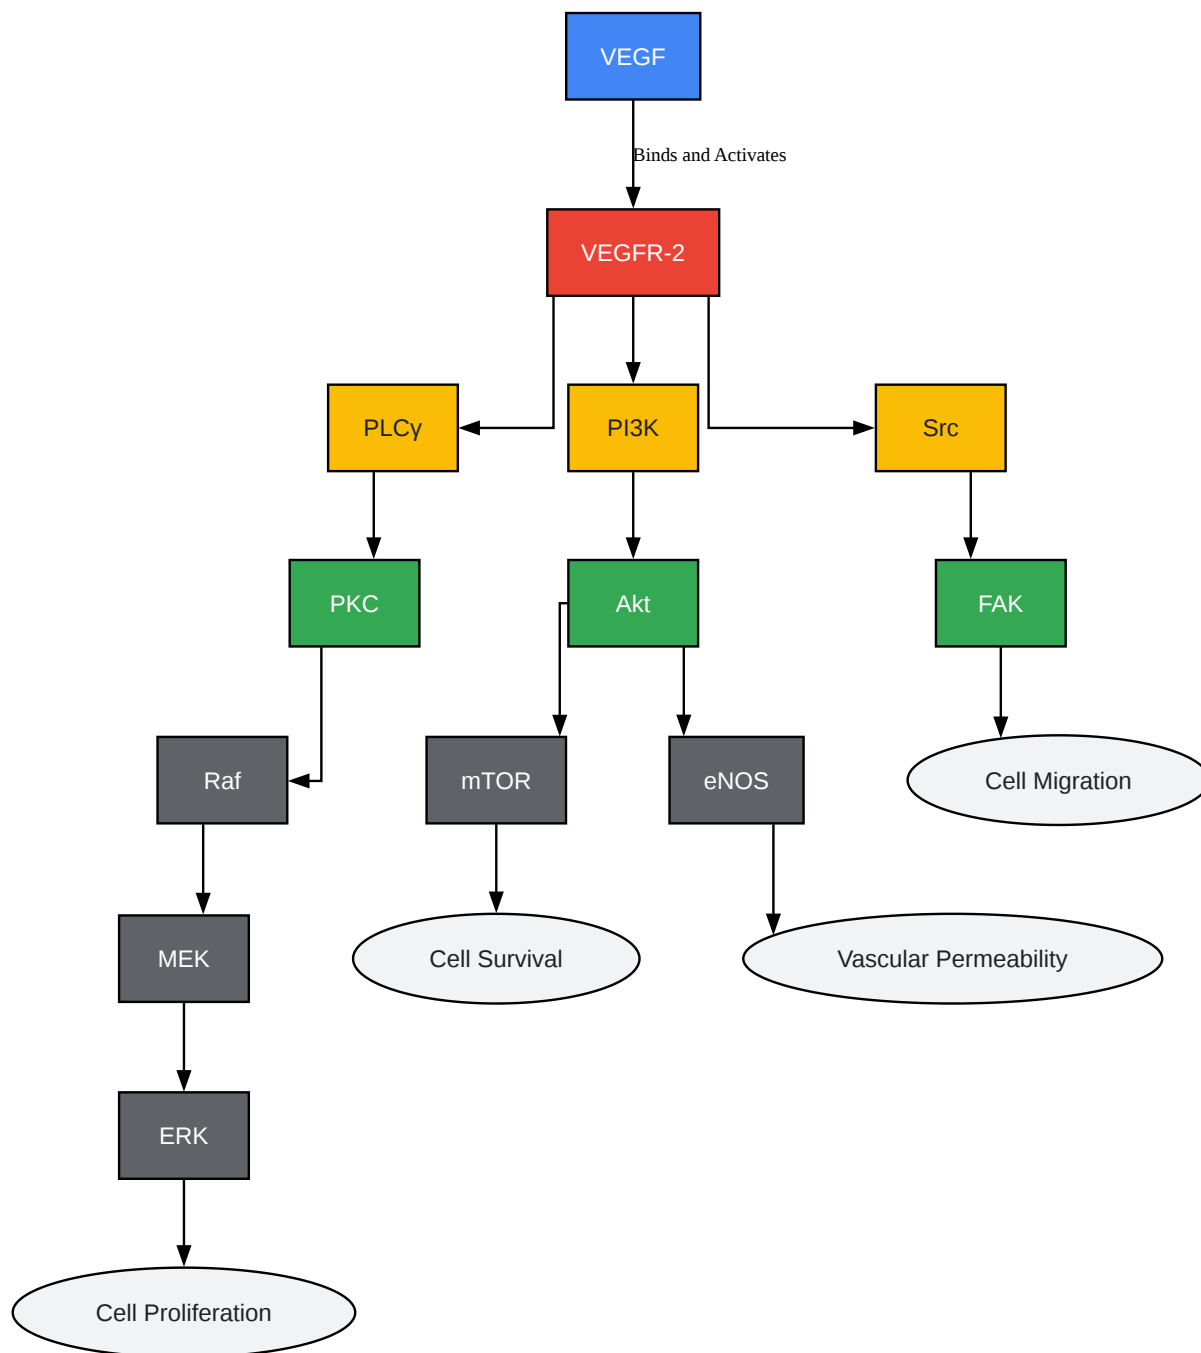 VEGF
Binds and Activates
VEGFR-2
PLCγ
PI3K
Src
PKC
Akt
FAK
Raf
mTOR
eNOS
Cell Migration
MEK
Cell Survival
Vascular Permeability
ERK
Cell Proliferation